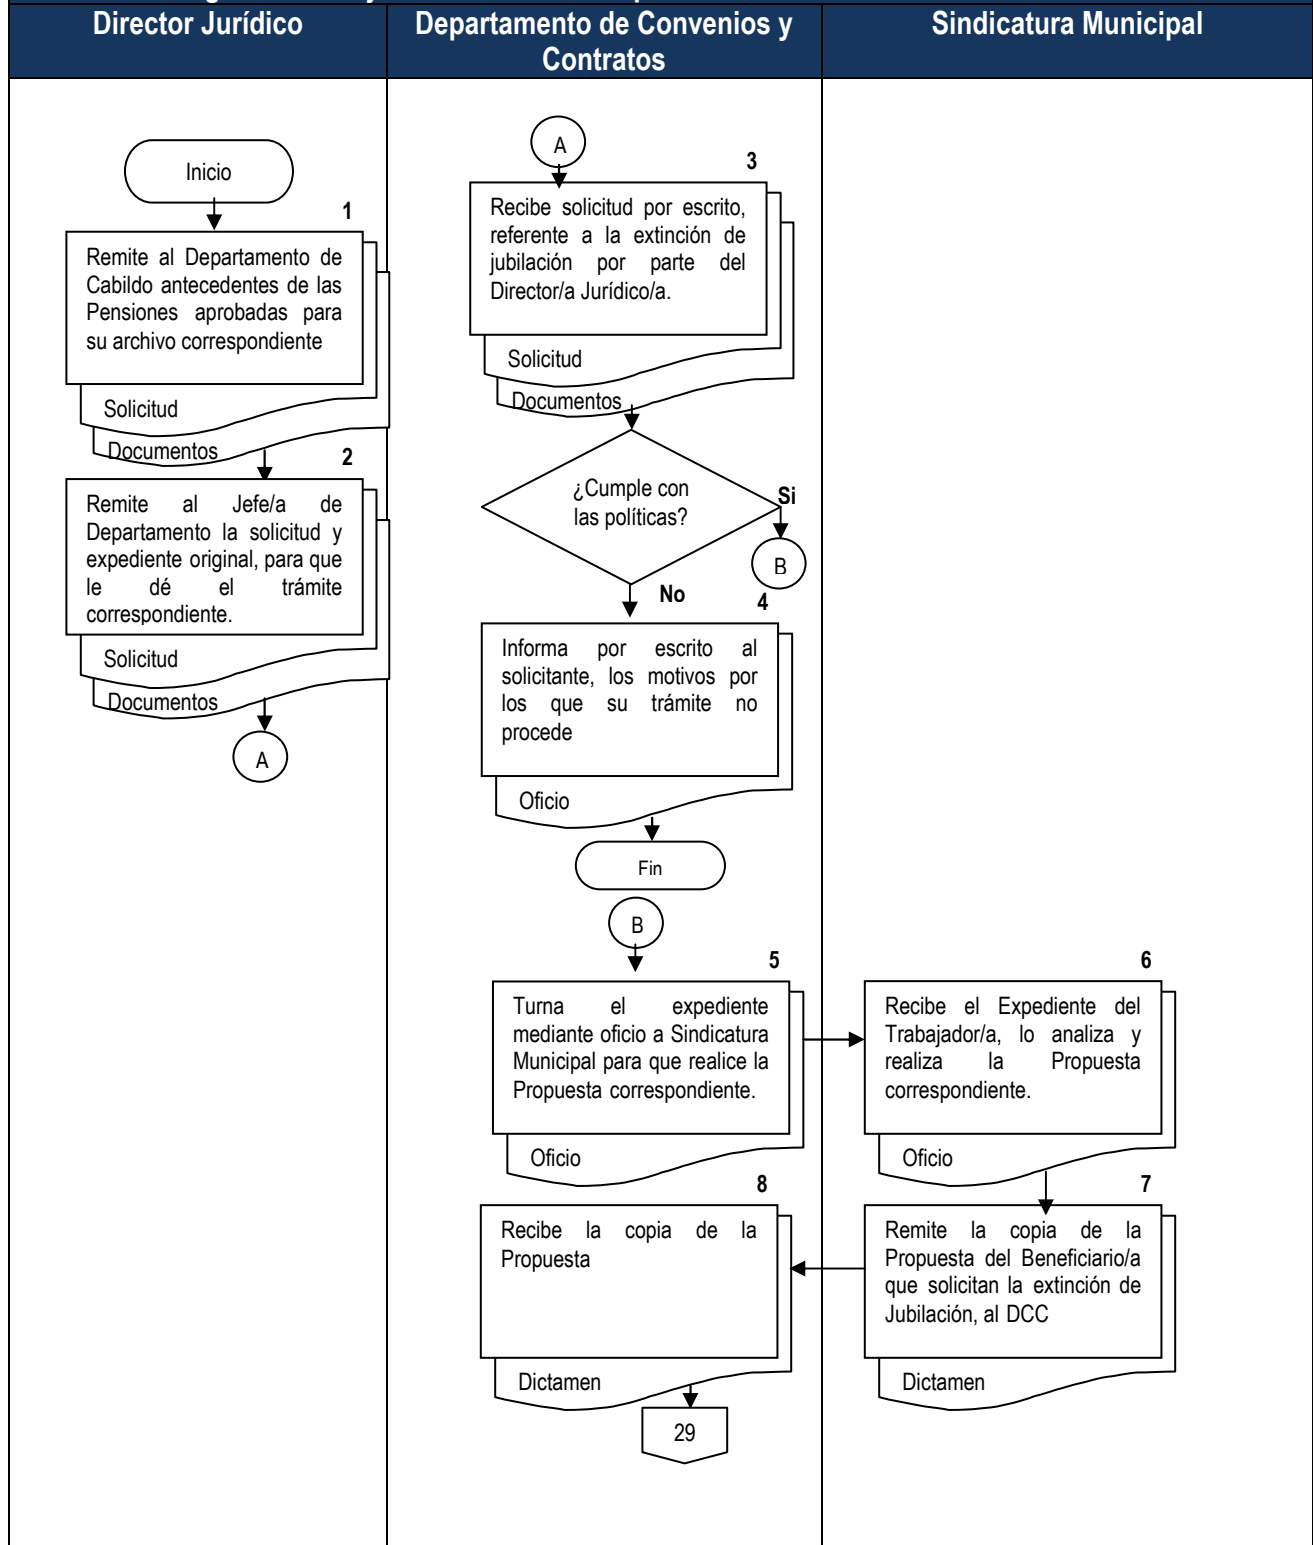 Director Jurídico
Departamento de Convenios y
Contratos
Sindicatura Municipal
Inicio
1
Remite al Departamento de
Cabildo antecedentes de las
Pensiones aprobadas para
su archivo correspondiente
Solicitud
Documentos
2
Remite al Jefe/a de
Departamento la solicitud y
expediente original, para que
le dé el trámite
correspondiente.
Solicitud
Documentos
A
A
3
Recibe solicitud por escrito,
referente a la extinción de
jubilación por parte del
Director/a Jurídico/a.
Solicitud
Documentos
¿Cumple con
las políticas?
Si
B
No
4
Informa por escrito al
solicitante, los motivos por
los que su trámite no
procede
Oficio
Fin
B
5
Turna el expediente
mediante oficio a Sindicatura
Municipal para que realice la
Propuesta correspondiente.
Oficio
6
Recibe el Expediente del
Trabajador/a, lo analiza y
realiza la Propuesta
correspondiente.
Oficio
7
Remite la copia de la
Propuesta del Beneficiario/a
que solicitan la extinción de
Jubilación, al DCC
Dictamen
8
Recibe la copia de la
Propuesta
Dictamen
29